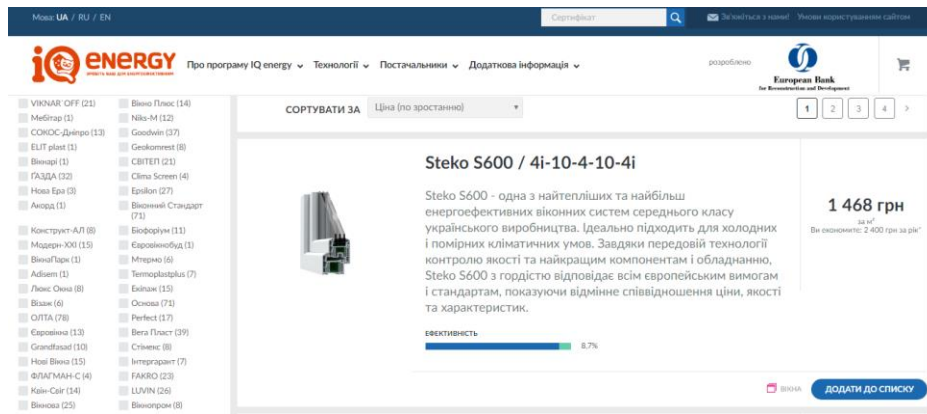 Мова: UA / RU / EN
Сертифікат
Зв'яжіться з нами!
Умови користуванням сайтом
iQ energy
Про програму IQ energy
Технології
Постачальники
Додаткова інформація
розроблено
European Bank
for Reconstruction and Development
VIKNAR`OFF (21)
Вікно Плюс (14)
Мебітар (1)
Niks-M (12)
СОКОС-Дніпро (13)
Goodwin (37)
ELIT plast (1)
Geokomrest (8)
Вікнарі (1)
СВІТЕП (21)
ГАЗДА (32)
Clima Screen (4)
Нова Ера (3)
Epsilon (27)
Акорд (1)
Віконний Стандарт
(71)
Конструкт-АЛ (8)
Біофоріум (11)
Модерн-XXI (15)
Євровікнобуд (1)
ВікнаПарк (1)
Мтермо (6)
Adisem (1)
Termoplastplus (7)
Люкс Окна (8)
Екіпаж (15)
Візаж (6)
Основа (71)
ОЛТА (78)
Perfect (17)
Євровікна (13)
Вега Пласт (39)
Grandfasad (10)
Стімекс (8)
Нові Вікна (15)
Інтергарант (7)
ФЛАГМАН-С (4)
FAKRO (23)
Квін-Світ (14)
LUVIN (26)
Вікнова (25)
Вікнопром (8)
СОРТУВАТИ ЗА
Ціна (по зростанню)
1 2 3 4 >
Steko S600 / 4i-10-4-10-4i
Steko S600 - одна з найтепліших та найбільш
енергоефективних віконних систем середнього класу
українського виробництва. Ідеально підходить для холодних
і помірних кліматичних умов. Завдяки передовій технології
контролю якості та найкращим компонентам і обладнанню,
Steko S600 з гордістю відповідає всім європейським вимогам
і стандартам, показуючи відмінне співвідношення ціни, якості
та характеристик.
ЕФЕКТИВНІСТЬ
8,7%
1 468 грн
за м²
Ви економите: 2 400 грн за рік*
ВІКНА
ДОДАТИ ДО СПИСКУ